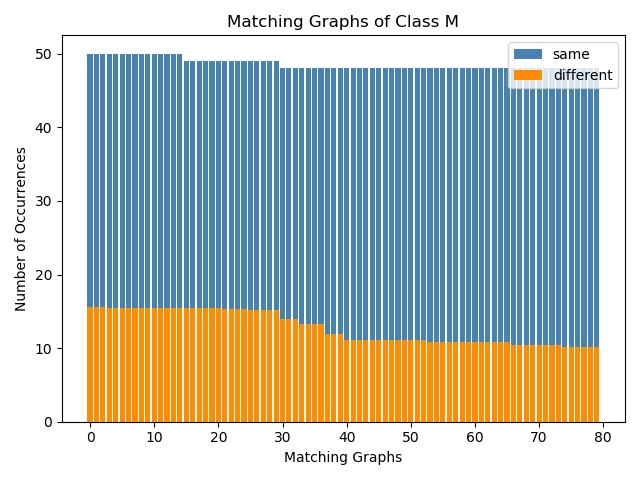 Matching Graphs of Class M
same
different
Number of Occurrences
50
40
30
20
10
0
0 10 20 30 40 50 60 70 80
Matching Graphs